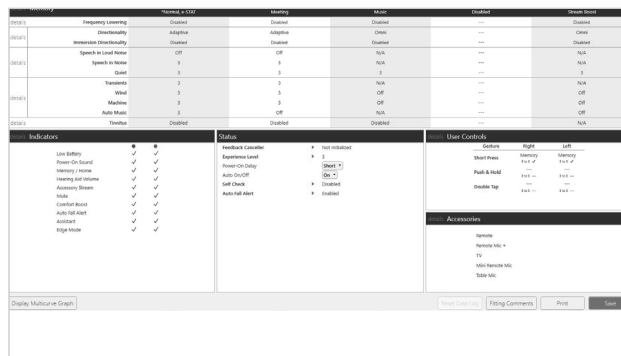 Memory *Normal, e-STAT Meeting Music Disabled Stream Boost
details Frequency Lowering Disabled Disabled Disabled --- Disabled
details Directionality Adaptive Adaptive Omni --- Omni
Immersion Directionality Disabled Disabled Disabled --- Disabled
details Speech in Loud Noise Off Off N/A --- N/A
Speech in Noise 3 3 N/A --- N/A
Quiet 3 3 3 --- 3
details Transients 3 3 N/A --- N/A
Wind 3 3 Off --- Off
Machine 3 3 Off --- Off
Auto Music 3 Off N/A --- N/A
details Tinnitus Disabled Disabled Disabled --- Disabled
details Indicators
Low Battery ✓ ✓
Power-On Sound ✓ ✓
Memory / Home ✓ ✓
Hearing Aid Volume ✓ ✓
Accessory Stream ✓ ✓
Mute ✓ ✓
Comfort Boost ✓ ✓
Auto Fall Alert ✓ ✓
Assistant ✓ ✓
Edge Mode ✓ ✓
Status
Feedback Canceller Not Initialized
Experience Level 3
Power-On Delay Short
Auto On/Off On
Self Check Disabled
Auto Fall Alert Enabled
details User Controls
Gesture Right Left
Short Press Memory Memory
Push & Hold --- ---
Double Tap --- ---
details Accessories
Remote
Remote Mic +
TV
Mini Remote Mic
Table Mic
Display Multicurve Graph Reset Data Log Fitting Comments Print Save